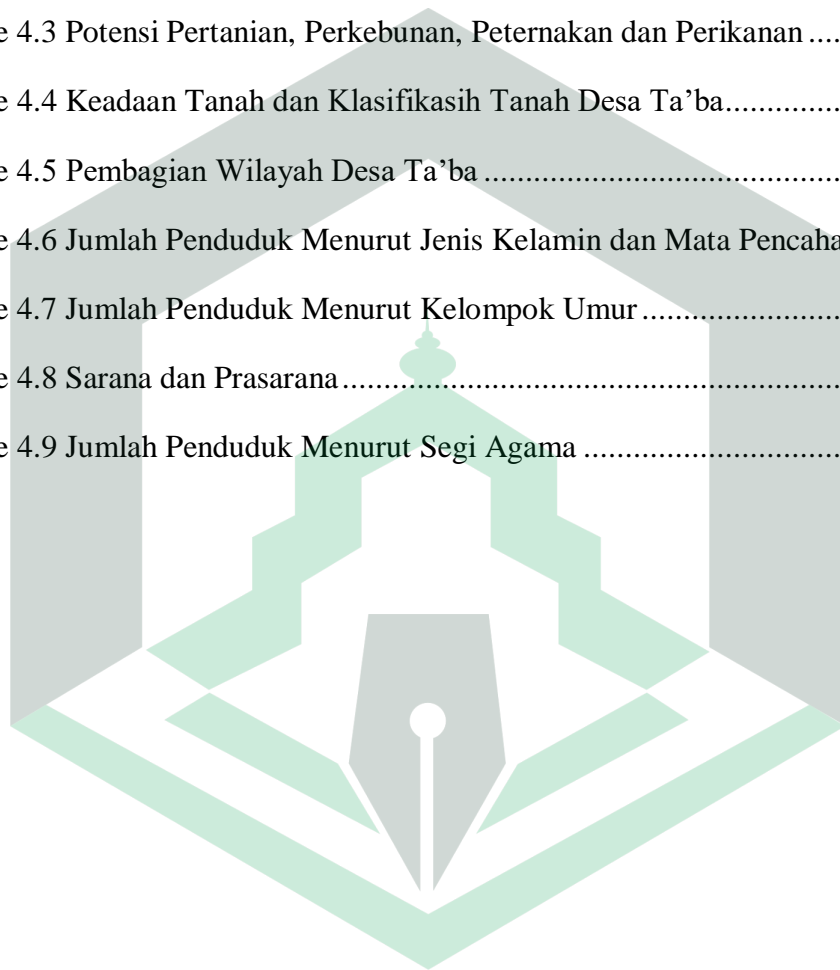 e 4.3 Potensi Pertanian, Perkebunan, Peternakan dan Perikanan ....
e 4.4 Keadaan Tanah dan Klasifikasih Tanah Desa Ta’ba..............
e 4.5 Pembagian Wilayah Desa Ta’ba ...........................................
e 4.6 Jumlah Penduduk Menurut Jenis Kelamin dan Mata Pencaha
e 4.7 Jumlah Penduduk Menurut Kelompok Umur ........................
e 4.8 Sarana dan Prasarana ............................................................
e 4.9 Jumlah Penduduk Menurut Segi Agama ...............................